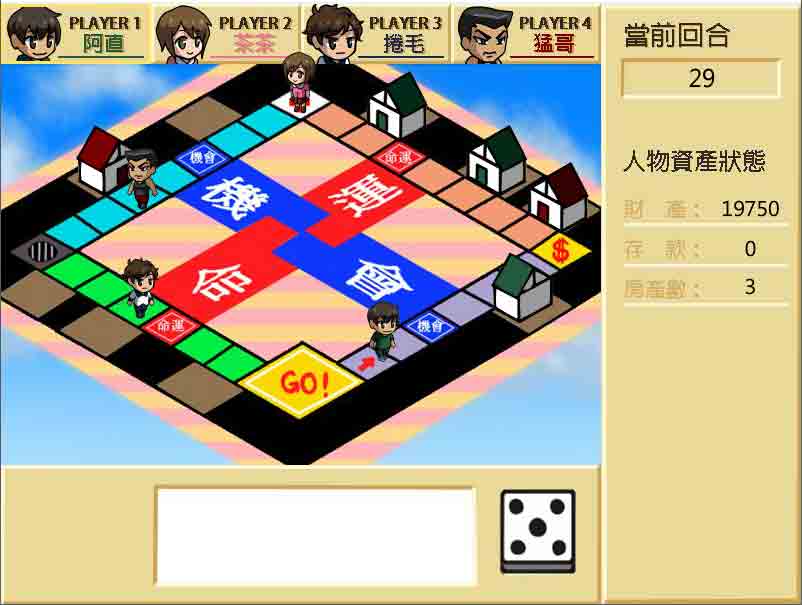 PLAYER 1
阿直
PLAYER 2
茶茶
PLAYER 3
捲毛
PLAYER 4
猛哥
當前回合
29
人物資產狀態
財 產： 19750
存 款： 0
房產數： 3
機會
命運
機
運
$
命
會
命運
機會
GO!